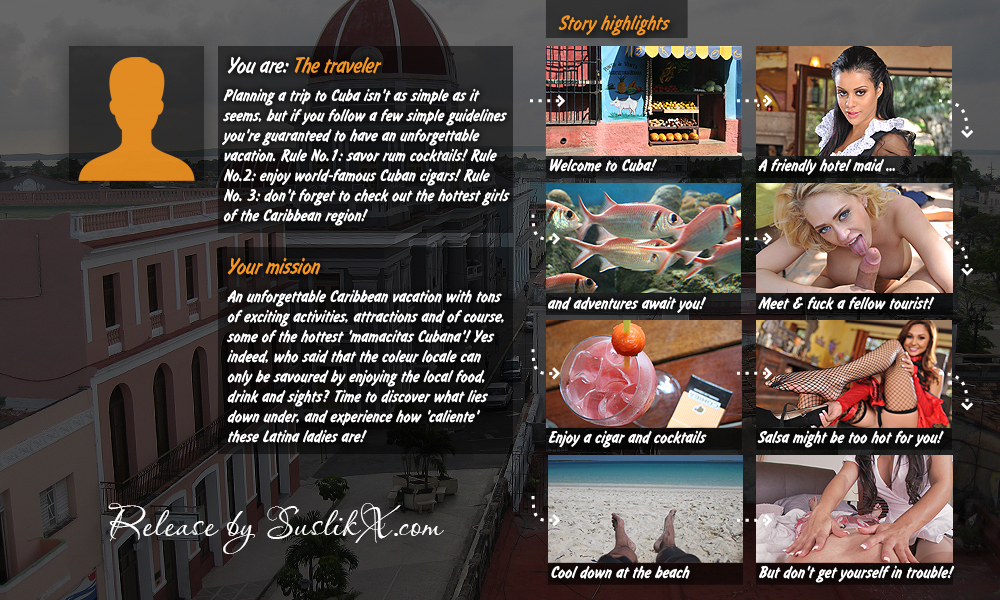 Story highlights
You are: The traveler
Planning a trip to Cuba isn't as simple as it
seems, but if you follow a few simple guidelines
you're guaranteed to have an unforgettable
vacation. Rule No.1: savor rum cocktails! Rule
No.2: enjoy world-famous Cuban cigars! Rule
No. 3: don't forget to check out the hottest girls
of the Caribbean region!
Your mission
An unforgettable Caribbean vacation with tons
of exciting activities, attractions and of course,
some of the hottest 'mamacitas Cubana'! Yes
indeed, who said that the coleur locale can
only be savoured by enjoying the local food,
drink and sights? Time to discover what lies
down under, and experience how 'caliente'
these Latina ladies are!
Release by SuslikX.com
Welcome to Cuba!
A friendly hotel maid ...
and adventures await you!
Meet & fuck a fellow tourist!
Enjoy a cigar and cocktails
Salsa might be too hot for you!
Cool down at the beach
But don't get yourself in trouble!